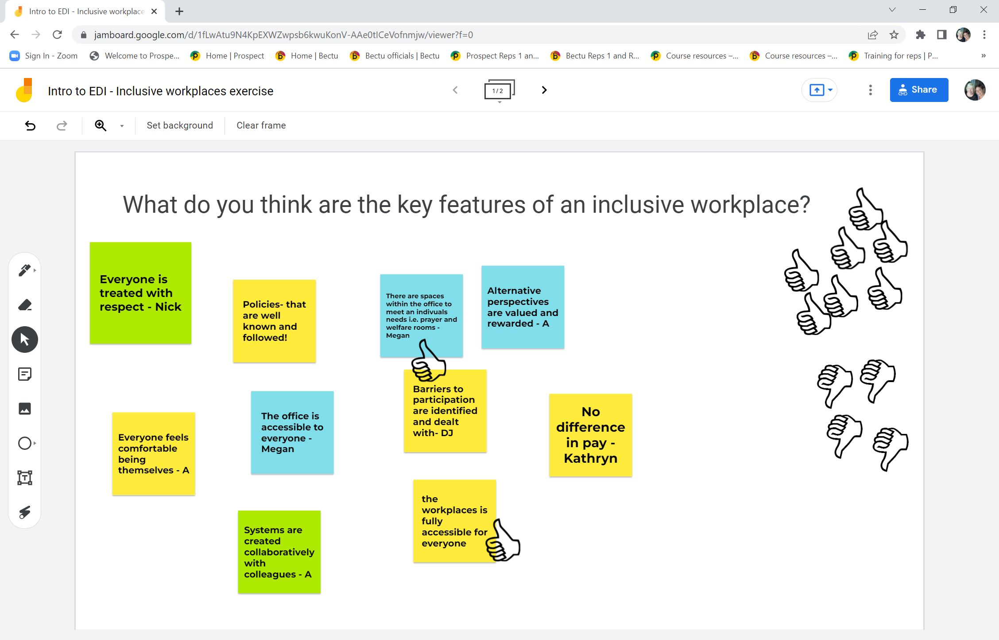 Intro to EDI - Inclusive workplace
jamboard.google.com/d/1fLwAtu9N4KpEXWZwpsb6kwuKonV-AAe0tICeVofnmjw/viewer?f=0
Sign In - Zoom
Welcome to Prospe...
Home | Prospect
Home | Bectu
Bectu officials | Bectu
Prospect Reps 1 an...
Bectu Reps 1 and R...
Course resources –...
Course resources –...
Training for reps | P...
»
Intro to EDI - Inclusive workplaces exercise
1 / 2
Share
Set background
Clear frame
What do you think are the key features of an inclusive workplace?
Everyone is
treated with
respect - Nick
Policies- that
are well
known and
followed!
There are spaces
within the office to
meet an indivuals
needs i.e. prayer and
welfare rooms -
Megan
Alternative
perspectives
are valued and
rewarded - A
Everyone feels
comfortable
being
themselves - A
The office is
accessible to
everyone -
Megan
Barriers to
participation
are identified
and dealt
with- DJ
No
difference
in pay -
Kathryn
Systems are
created
collaboratively
with
colleagues - A
the
workplaces is
fully
accessible for
everyone